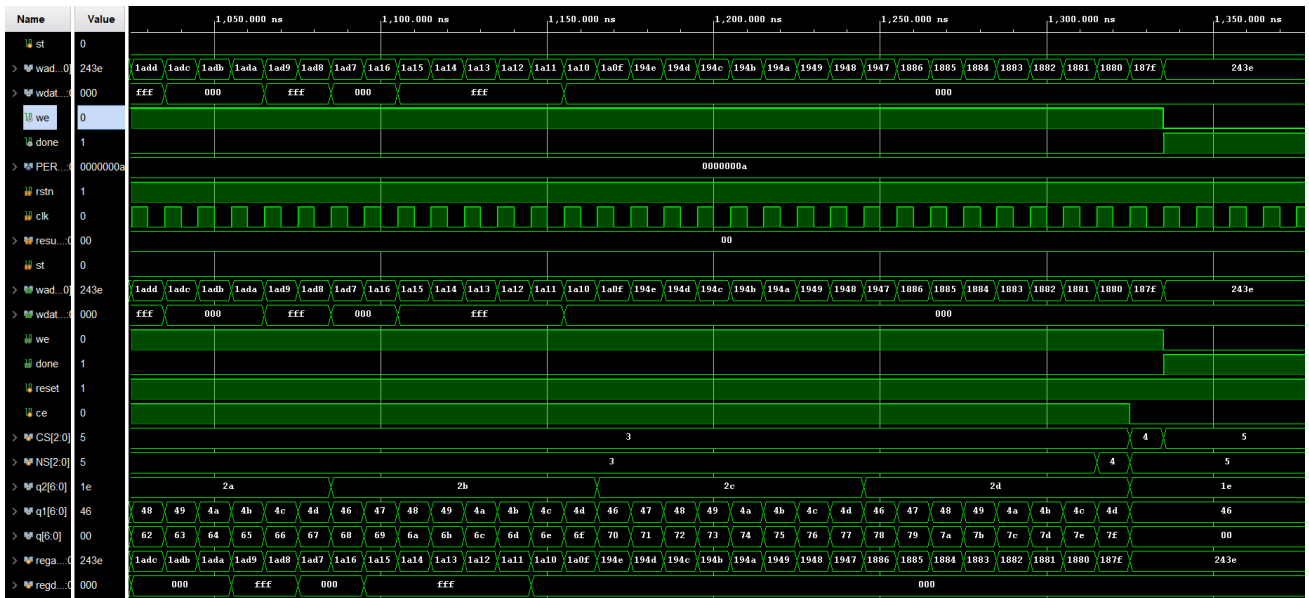 Name Value 1,050.000 ns 1,100.000 ns 1,150.000 ns 1,200.000 ns 1,250.000 ns 1,300.000 ns 1,350.000 ns
st 0
wad...0] 243e 1add 1adc 1adb 1ada 1ad9 1ad8 1ad7 1a16 1a15 1a14 1a13 1a12 1a11 1a10 1a0f 194e 194d 194c 194b 194a 1949 1948 1947 1886 1885 1884 1883 1882 1881 1880 187f 243e
wdat...:( 000 fff 000 fff 000 fff 000
we 0
done 1
PER...:( 0000000a 0000000a
rstn 1
clk 0
resu...:( 00 00
st 0
wad...0] 243e 1add 1adc 1adb 1ada 1ad9 1ad8 1ad7 1a16 1a15 1a14 1a13 1a12 1a11 1a10 1a0f 194e 194d 194c 194b 194a 1949 1948 1947 1886 1885 1884 1883 1882 1881 1880 187f 243e
wdat...:( 000 fff 000 fff 000 fff 000
we 0
done 1
reset 1
ce 0
CS[2:0] 5 3 4 5
NS[2:0] 5 3 4 5
q2[6:0] 1e 2a 2b 2c 2d 1e
q1[6:0] 46 48 49 4a 4b 4c 4d 46 47 48 49 4a 4b 4c 4d 46 47 48 49 4a 4b 4c 4d 46 47 48 49 4a 4b 4c 4d 46
q[6:0] 00 62 63 64 65 66 67 68 69 6a 6b 6c 6d 6e 6f 70 71 72 73 74 75 76 77 78 79 7a 7b 7c 7d 7e 7f 00
rega...:( 243e 1adc 1adb 1ada 1ad9 1ad8 1ad7 1a16 1a15 1a14 1a13 1a12 1a11 1a10 1a0f 194e 194d 194c 194b 194a 1949 1948 1947 1886 1885 1884 1883 1882 1881 1880 187f 243e
regd...:( 000 000 fff 000 fff 000